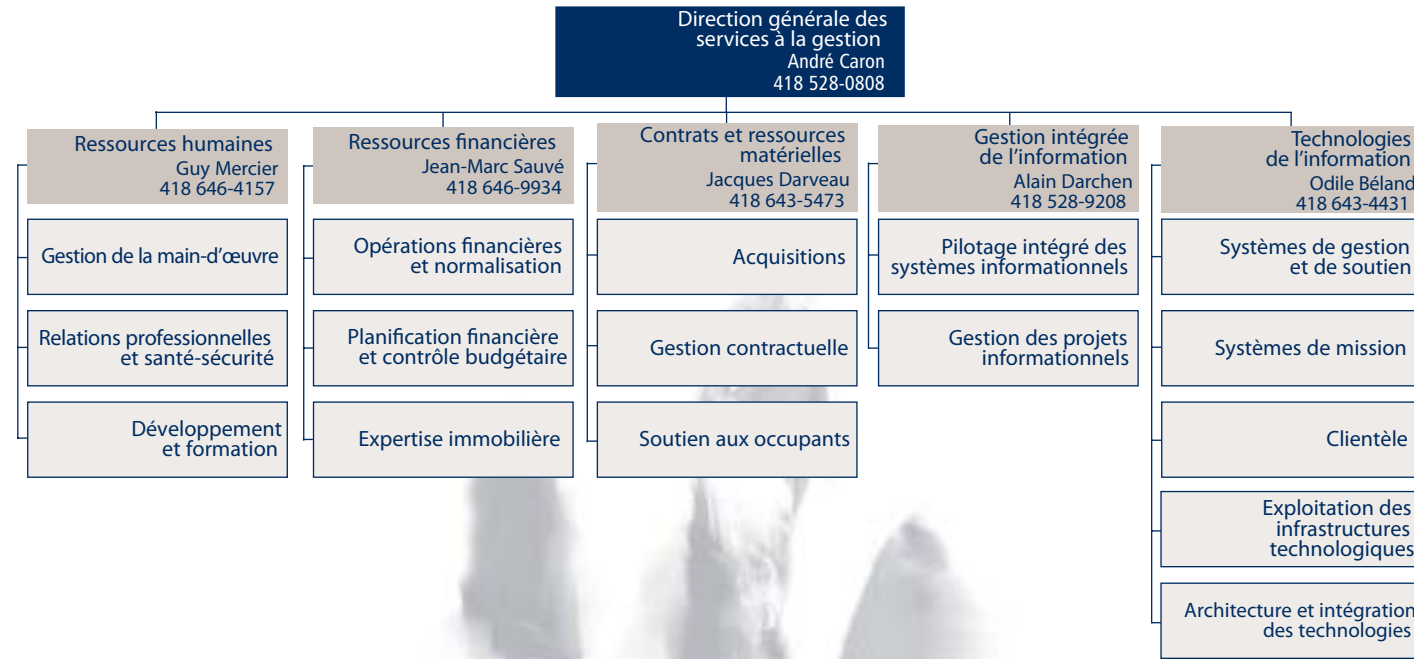 Direction générale des
services à la gestion
André Caron
418 528-0808
Ressources humaines
Guy Mercier
418 646-4157
Gestion de la main-d'œuvre
Relations professionnelles
et santé-sécurité
Développement
et formation
Ressources financières
Jean-Marc Sauvé
418 646-9934
Opérations financières
et normalisation
Planification financière
et contrôle budgétaire
Expertise immobilière
Contrats et ressources
matérielles
Jacques Darveau
418 643-5473
Acquisitions
Gestion contractuelle
Soutien aux occupants
Gestion intégrée
de l'information
Alain Darchen
418 528-9208
Pilotage intégré des
systèmes informationnels
Gestion des projets
informationnels
Technologies
de l'information
Odile Béland
418 643-4431
Systèmes de gestion
et de soutien
Systèmes de mission
Clientèle
Exploitation des
infrastructures
technologiques
Architecture et intégration
des technologies